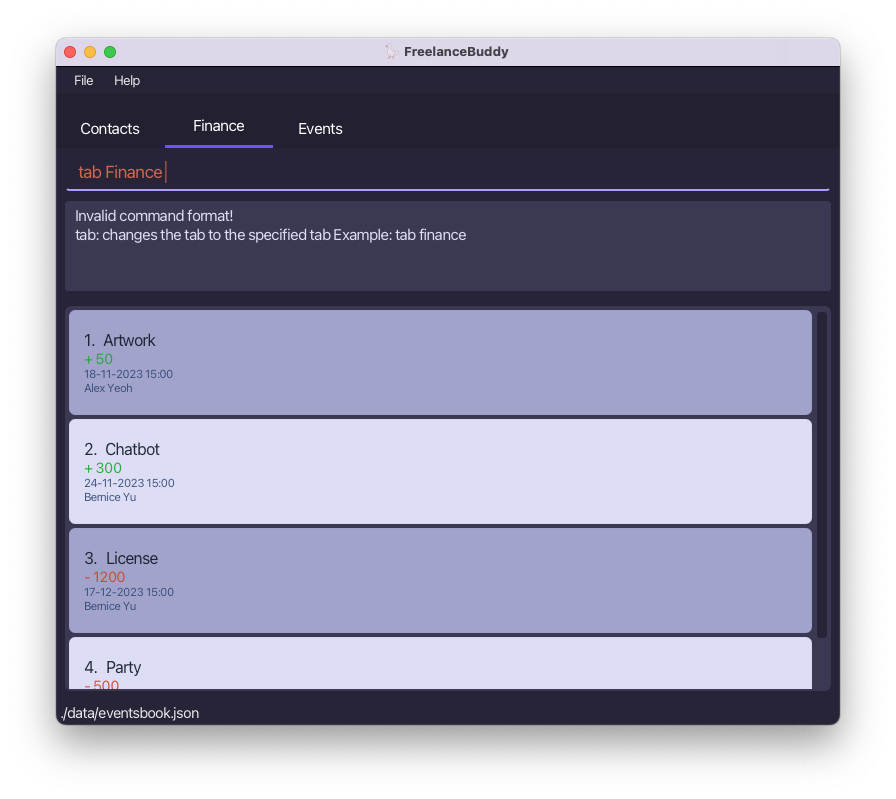 FreelanceBuddy
File Help
Contacts Finance Events
tab Finance
Invalid command format!
tab: changes the tab to the specified tab Example: tab finance
1. Artwork
+ 50
18-11-2023 15:00
Alex Yeoh
2. Chatbot
+ 300
24-11-2023 15:00
Bernice Yu
3. License
- 1200
17-12-2023 15:00
Bernice Yu
4. Party
- 500
./data/eventsbook.json